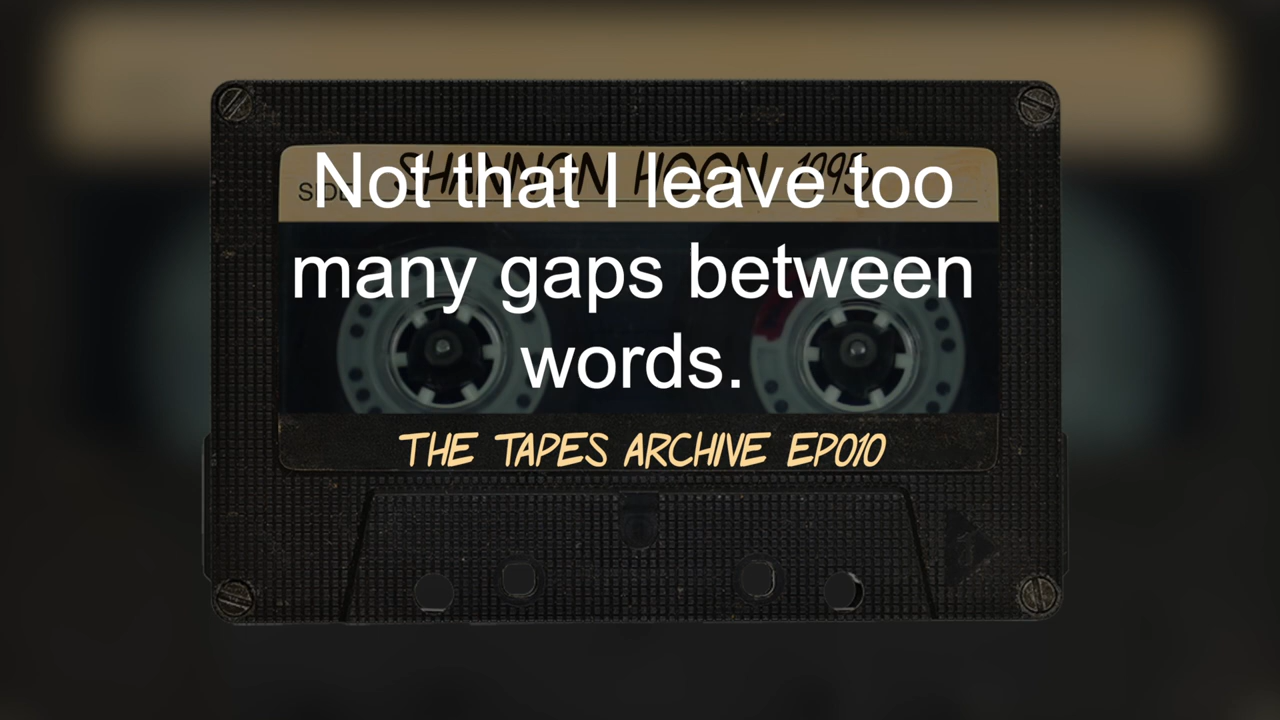 SHANNON HOON 1995
SIDE
Not that I leave too
many gaps between
words.
THE TAPES ARCHIVE EP010